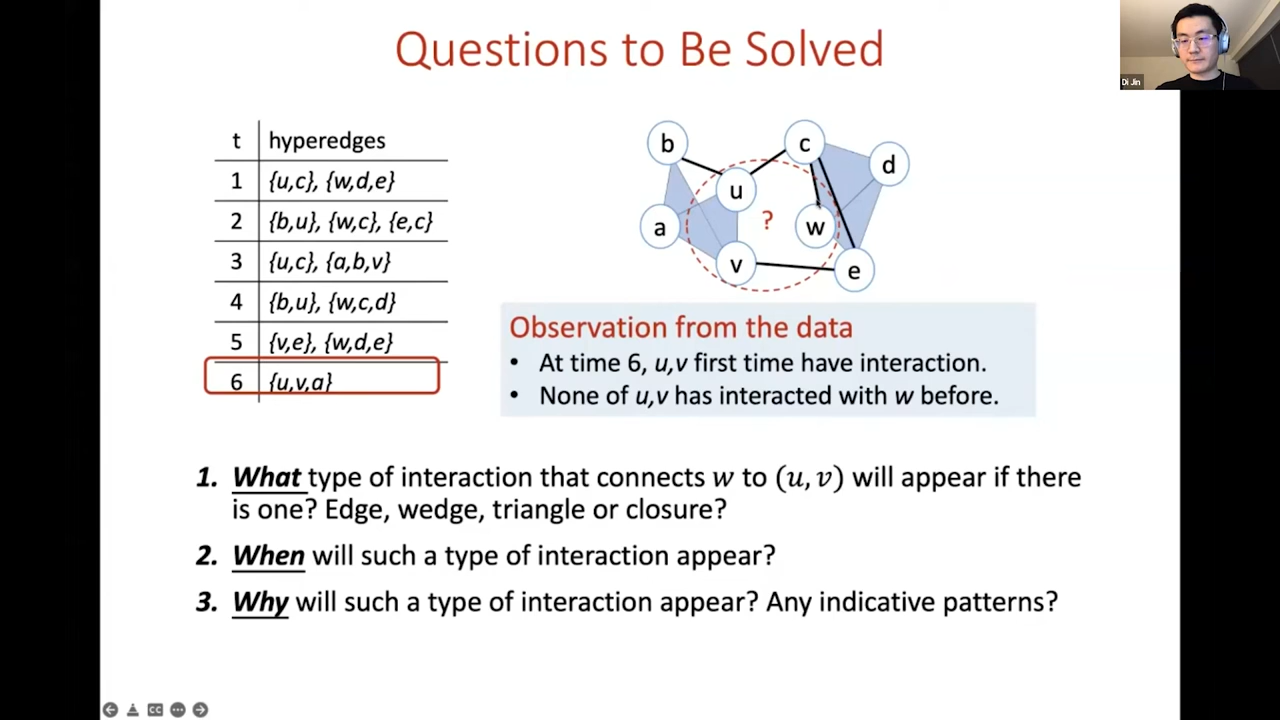 Questions to Be Solved
Di Jin
t hyperedges
1 {u,c}, {w,d,e}
2 {b,u}, {w,c}, {e,c}
3 {u,c}, {a,b,v}
4 {b,u}, {w,c,d}
5 {v,e}, {w,d,e}
6 {u,v,a}
b
c
d
u
a
?
w
v
e
Observation from the data
• At time 6, u,v first time have interaction.
• None of u,v has interacted with w before.
1. What type of interaction that connects w to (u, v) will appear if there
is one? Edge, wedge, triangle or closure?
2. When will such a type of interaction appear?
3. Why will such a type of interaction appear? Any indicative patterns?
CC